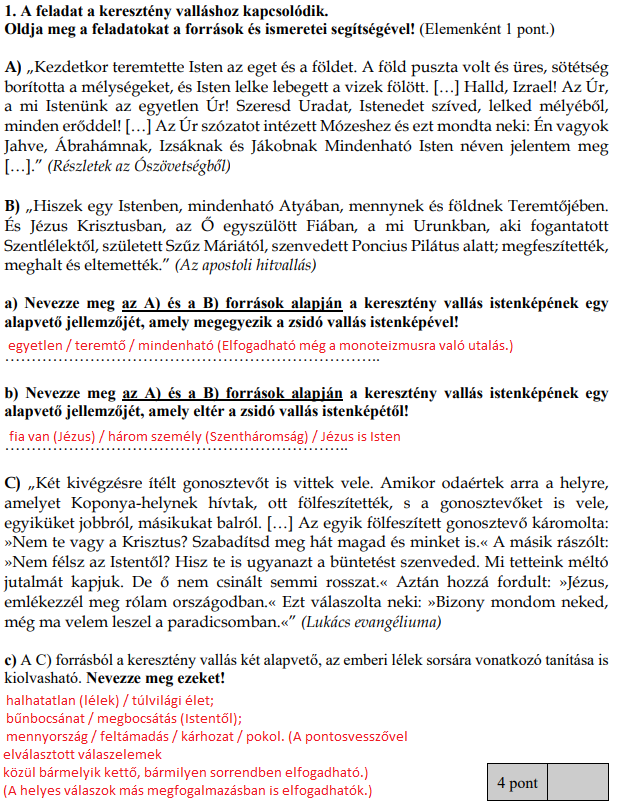 1. A feladat a keresztény valláshoz kapcsolódik.
Oldja meg a feladatokat a források és ismeretei segítségével! (Elemenként 1 pont.)
A) „Kezdetkor teremtette Isten az eget és a földet. A föld puszta volt és üres, sötétség
borította a mélységeket, és Isten lelke lebegett a vizek fölött. […] Halld, Izrael! Az Úr,
a mi Istenünk az egyetlen Úr! Szeresd Uradat, Istenedet szíved, lelked mélyéből,
minden erőddel! […] Az Úr szózatot intézett Mózeshez és ezt mondta neki: Én vagyok
Jahve, Ábrahámnak, Izsáknak és Jákobnak Mindenható Isten néven jelentem meg
[…].” (Részletek az Ószövetségből)
B) „Hiszek egy Istenben, mindenható Atyában, mennynek és földnek Teremtőjében.
És Jézus Krisztusban, az Ő egyszülött Fiában, a mi Urunkban, aki fogantatott
Szentlélektől, született Szűz Máriától, szenvedett Poncius Pilátus alatt; megfeszítették,
meghalt és eltemették.” (Az apostoli hitvallás)
a) Nevezze meg az A) és a B) források alapján a keresztény vallás istenképének egy
alapvető jellemzőjét, amely megegyezik a zsidó vallás istenképével!
egyetlen / teremtő / mindenható (Elfogadható még a monoteizmusra való utalás.)
…………………………………………………………..
b) Nevezze meg az A) és a B) források alapján a keresztény vallás istenképének egy
alapvető jellemzőjét, amely eltér a zsidó vallás istenképétől!
fia van (Jézus) / három személy (Szentháromság) / Jézus is Isten
……………………………………………………..
C) „Két kivégzésre ítélt gonosztevőt is vittek vele. Amikor odaértek arra a helyre,
amelyet Koponya-helynek hívtak, ott fölfeszítették, s a gonosztevőket is vele,
egyiküket jobbról, másikukat balról. […] Az egyik fölfeszített gonosztevő káromolta:
»Nem te vagy a Krisztus? Szabadítsd meg hát magad és minket is.« A másik rászólt:
»Nem félsz az Istentől? Hisz te is ugyanazt a büntetést szenveded. Mi tetteink méltó
jutalmát kapjuk. De ő nem csinált semmi rosszat.« Aztán hozzá fordult: »Jézus,
emlékezzél meg rólam országodban.« Ezt válaszolta neki: »Bizony mondom neked,
még ma velem leszel a paradicsomban.«” (Lukács evangéliuma)
c) A C) forrásból a keresztény vallás két alapvető, az emberi lélek sorsára vonatkozó tanítása is
kiolvasható. Nevezze meg ezeket!
halhatatlan (lélek) / túlvilági élet;
bűnbocsánat / megbocsátás (Istentől);
mennyország / feltámadás / kárhozat / pokol. (A pontosvesszővel
elválasztott válaszelemek
közül bármelyik kettő, bármilyen sorrendben elfogadható.)
(A helyes válaszok más megfogalmazásban is elfogadhatók.)
4 pont